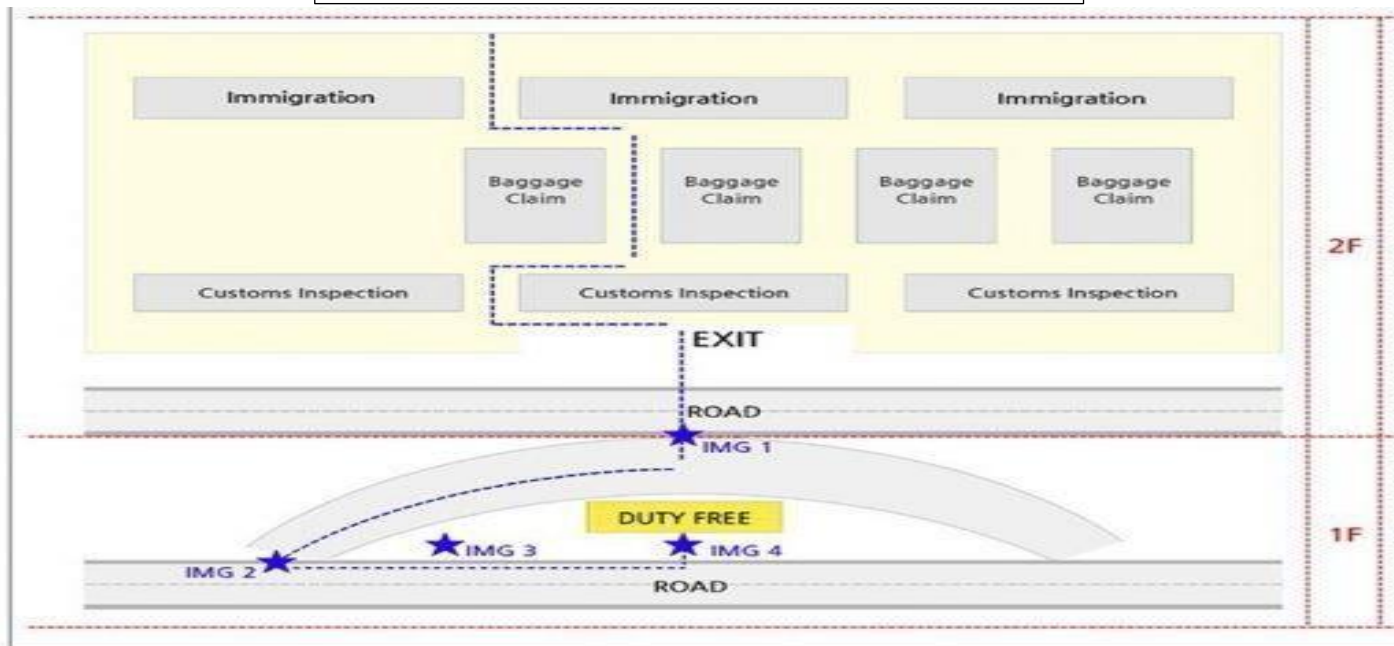 Immigration
Immigration
Immigration
Baggage
Claim
Baggage
Claim
Baggage
Claim
Baggage
Claim
2F
Customs Inspection
Customs Inspection
Customs Inspection
EXIT
ROAD
IMG 1
DUTY FREE
IMG 3
IMG 4
1F
IMG 2
ROAD